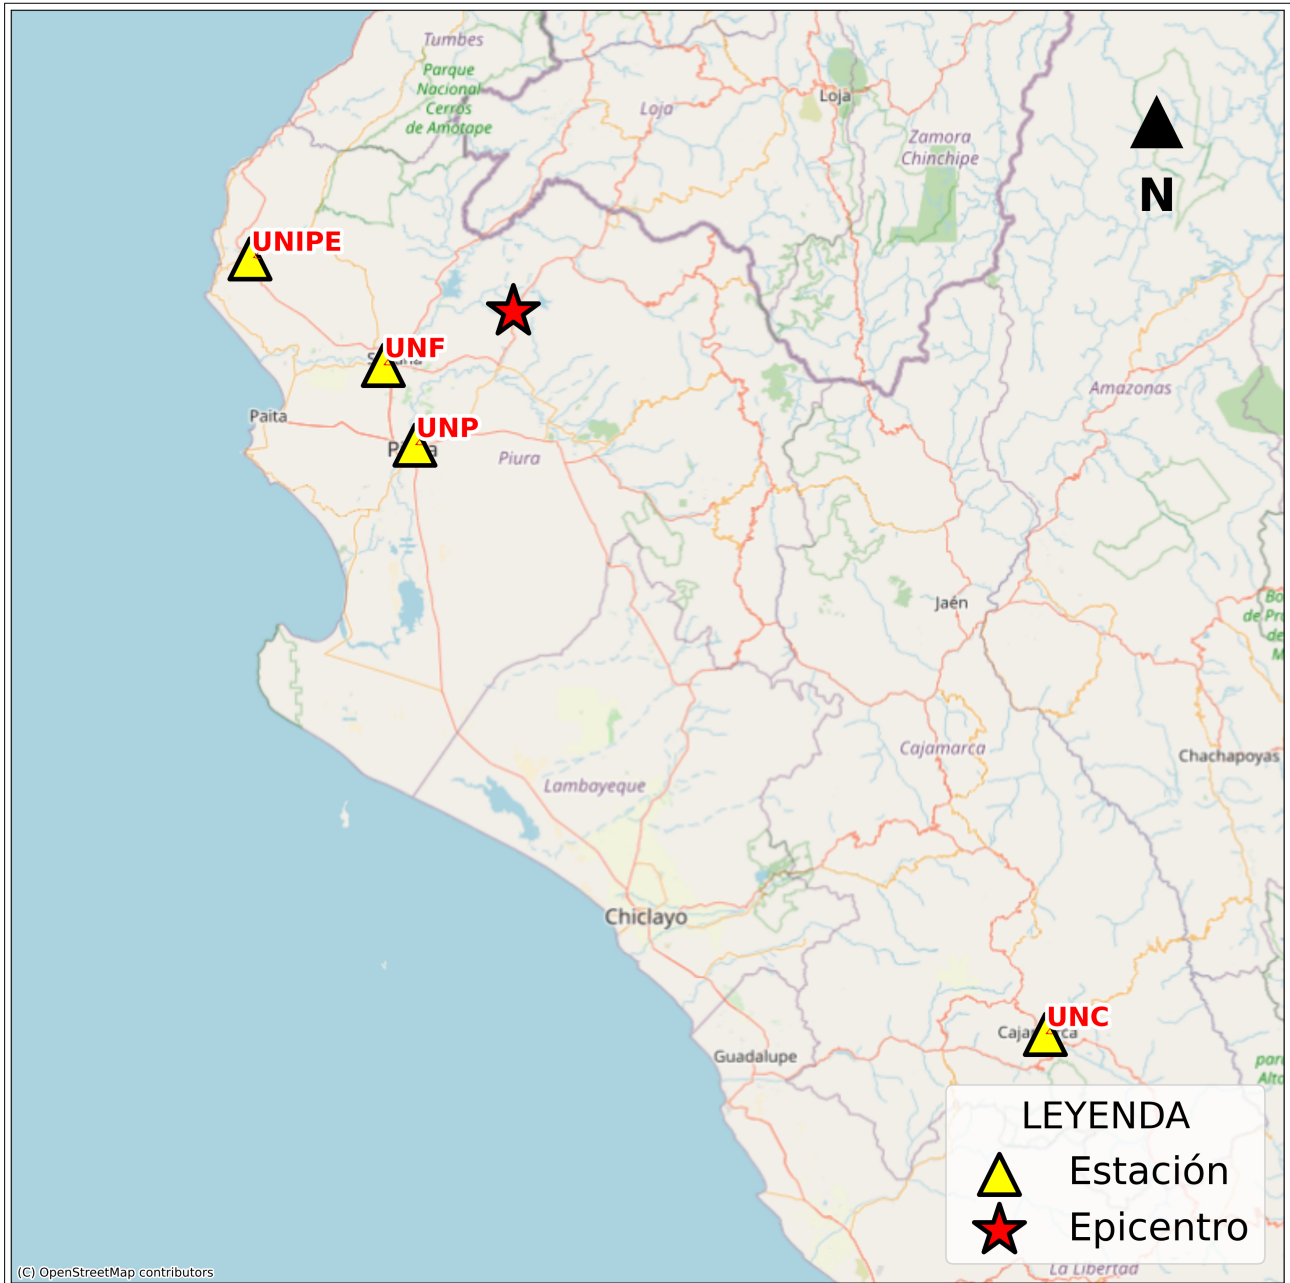 Tumbes
Parque
Nacional
Cerros
de Amotape
Loja
Loja
Zamora
Chinchipe
N
UNIPE
UNF
Paita
UNP
Piura
Amazonas
Jaén
Cajamarca
Chachapoyas
Lambayeque
Chiclayo
UNC
Guadalupe
LEYENDA
Estación
Epicentro
La Libertad
(C) OpenStreetMap contributors